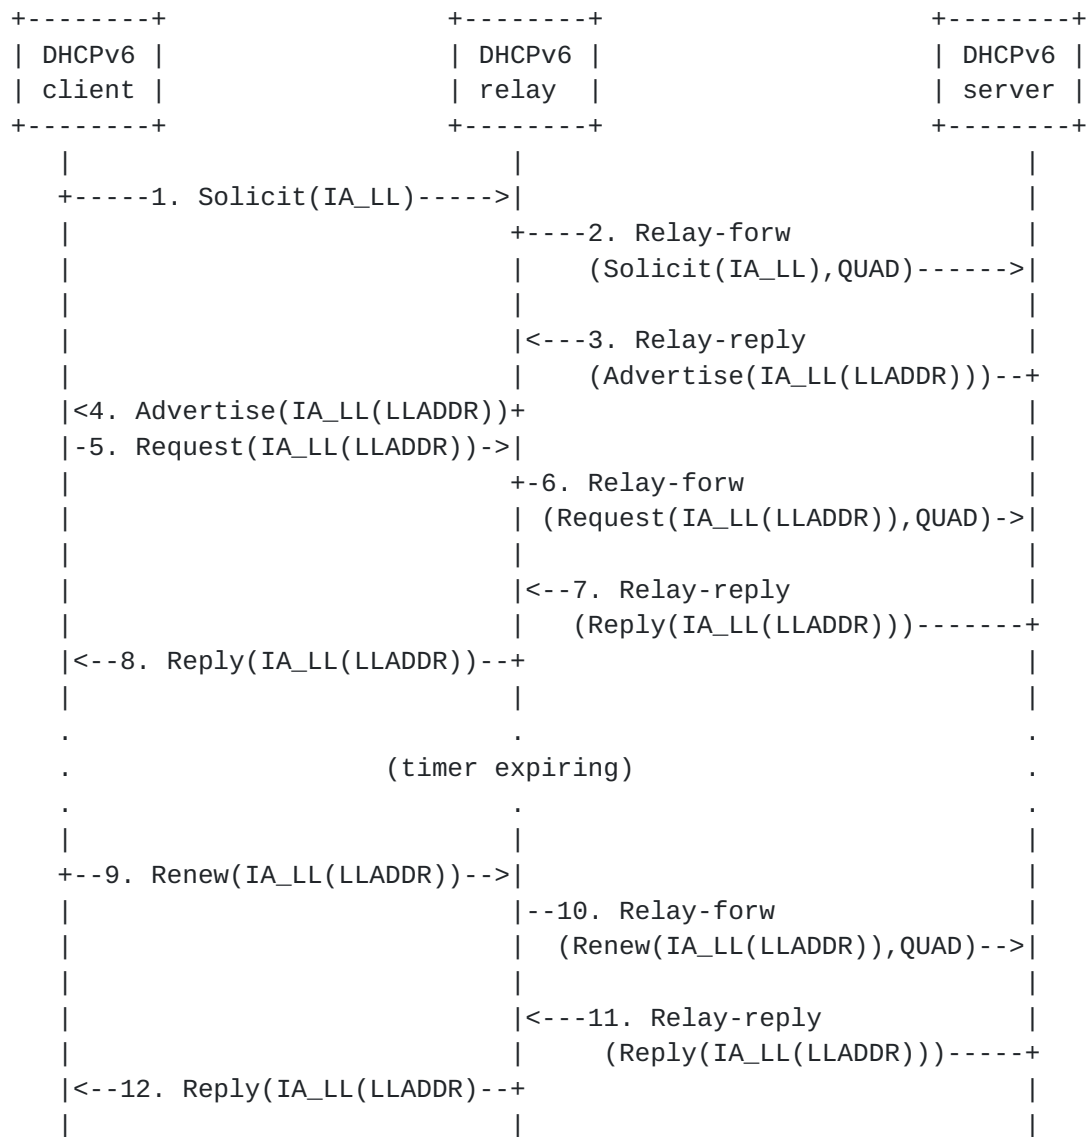 DHCPv6 DHCPv6 DHCPv6
client relay server
1. Solicit(IA_LL)
2. Relay-forw
(Solicit(IA_LL),QUAD)
3. Relay-reply
(Advertise(IA_LL(LLADDR)))
4. Advertise(IA_LL(LLADDR))
5. Request(IA_LL(LLADDR))
6. Relay-forw
(Request(IA_LL(LLADDR)),QUAD)
7. Relay-reply
(Reply(IA_LL(LLADDR)))
8. Reply(IA_LL(LLADDR))
(timer expiring)
9. Renew(IA_LL(LLADDR))
10. Relay-forw
(Renew(IA_LL(LLADDR)),QUAD)
11. Relay-reply
(Reply(IA_LL(LLADDR)))
12. Reply(IA_LL(LLADDR)